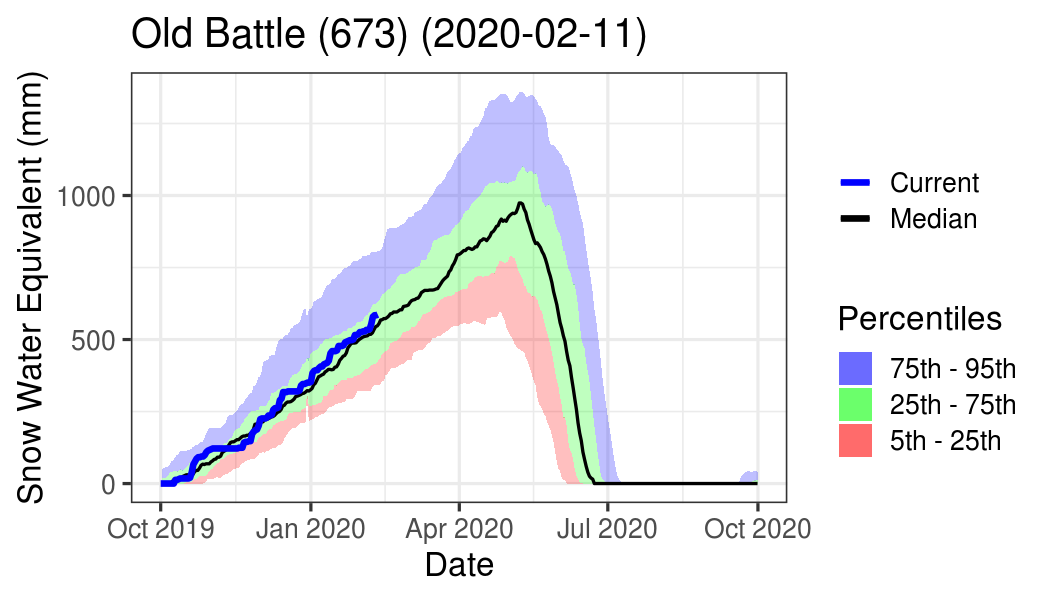 Old Battle (673) (2020-02-11)
Snow Water Equivalent (mm)
1000
500
0
Oct 2019 Jan 2020 Apr 2020 Jul 2020 Oct 2020
Date
Current
Median
Percentiles
75th - 95th
25th - 75th
5th - 25th